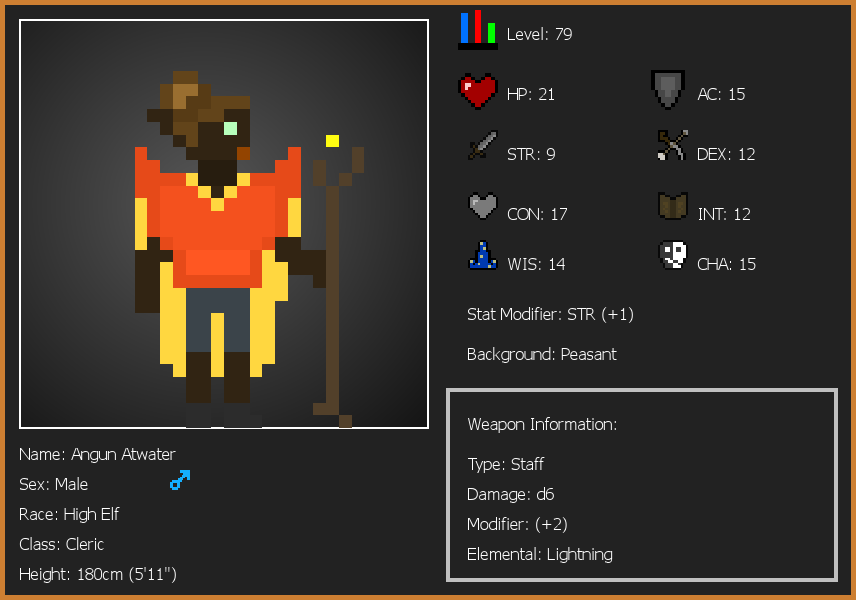 Level: 79
HP: 21
AC: 15
STR: 9
DEX: 12
CON: 17
INT: 12
WIS: 14
CHA: 15
Stat Modifier: STR (+1)
Background: Peasant
Weapon Information:
Type: Staff
Damage: d6
Modifier: (+2)
Elemental: Lightning
Name: Angun Atwater
Sex: Male
Race: High Elf
Class: Cleric
Height: 180cm (5'11")